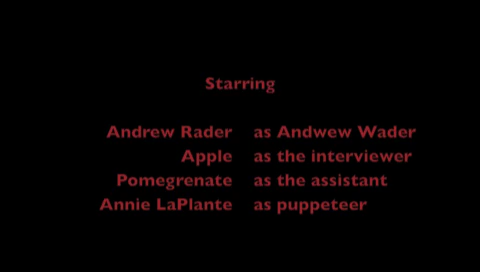 Starring
Andrew Rader as Andwew Wader
Apple as the interviewer
Pomegrenate as the assistant
Annie LaPlante as puppeteer